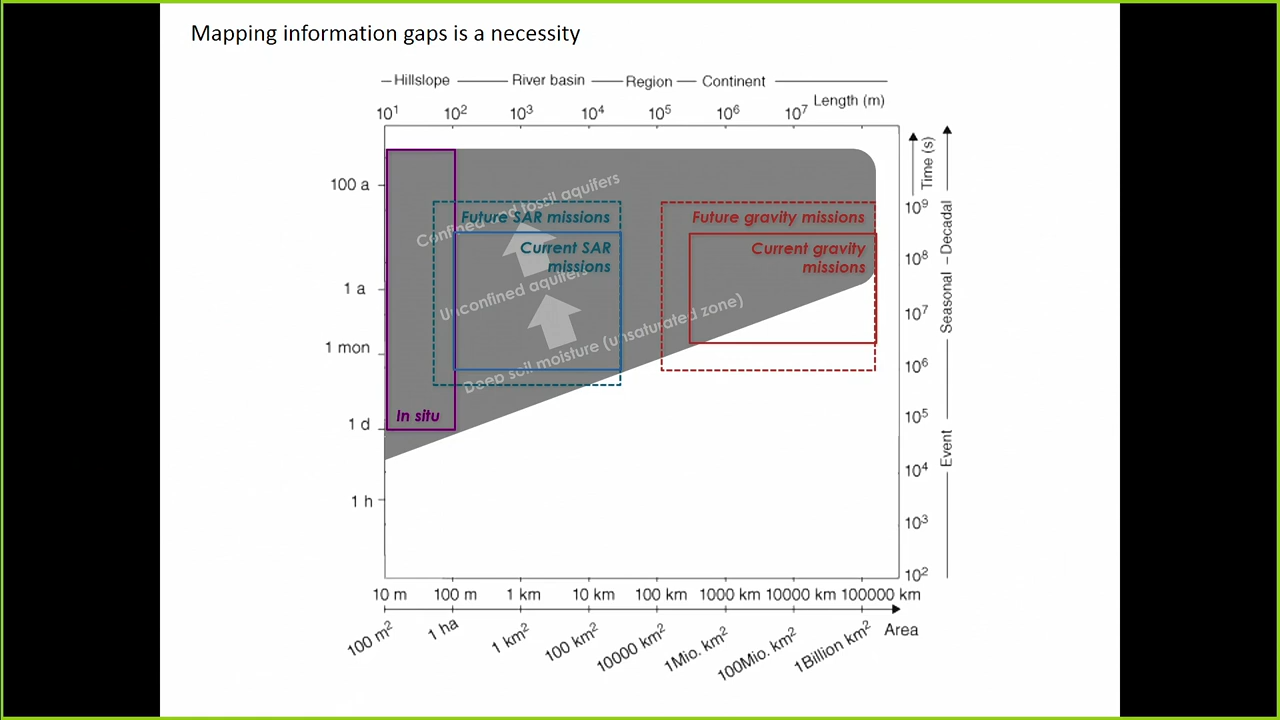 Mapping information gaps is a necessity
Hillslope River basin Region Continent
10¹ 10² 10³ 10⁴ 10⁵ 10⁶ 10⁷ Length (m)
Time (s)
100 a
1 a
1 mon
1 d
1 h
Confined and fossil aquifers
Unconfined aquifers
Deep soil moisture (unsaturated zone)
Future SAR missions
Current SAR
missions
Future gravity missions
Current gravity
missions
In situ
10⁹
10⁸
10⁷
10⁶
10⁵
10⁴
10³
10²
Decadal
Seasonal
Event
10 m 100 m 1 km 10 km 100 km 1000 km 10000 km 100000 km
100 m² 1 ha 1 km² 100 km² 10000 km² 1Mio. km² 100Mio. km² 1Billion km² Area